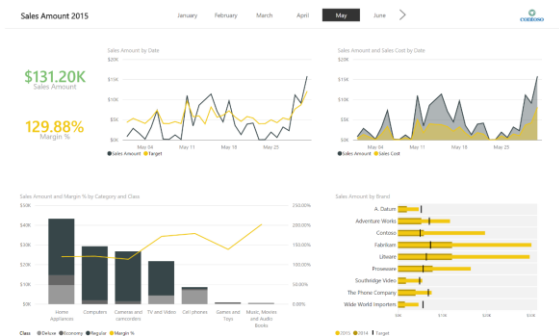 Sales Amount 2015
January February March April May June
contoso
$131.20K
Sales Amount
129.88%
Margin %
Sales Amount by Date
$20K
$15K
$10K
$5K
$0K
May 04 May 11 May 18 May 25
Sales Amount Target
Sales Amount and Sales Cost by Date
$20K
$15K
$10K
$5K
$0K
May 04 May 11 May 18 May 25
Sales Amount Sales Cost
Sales Amount and Margin % by Category and Class
$50K
$40K
$30K
$20K
$10K
$0K
250.00%
200.00%
150.00%
100.00%
50.00%
0.00%
Home Appliances
Computers
Cameras and camcorders
TV and Video
Cell phones
Games and Toys
Music, Movies and Audio Books
Class Deluxe Economy Regular Margin %
Sales Amount by Brand
A. Datum
Adventure Works
Contoso
Fabrikam
Litware
Proseware
Southridge Video
The Phone Company
Wide World Importers
2015 2014 Target